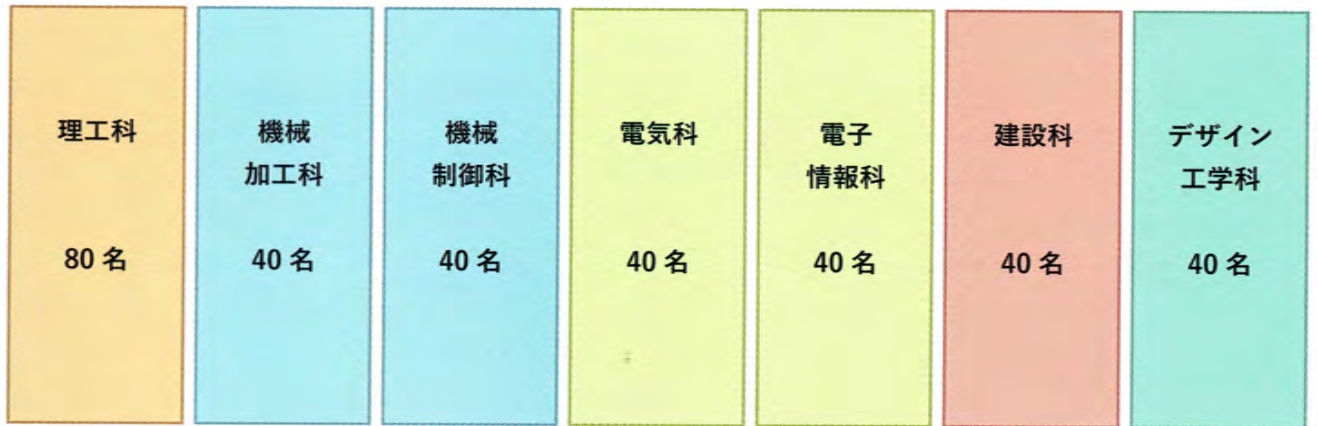 理工科
80 名
機械
加工科
40 名
機械
制御科
40 名
電気科
40 名
電子
情報科
40 名
建設科
40 名
デザイン
工学科
40 名